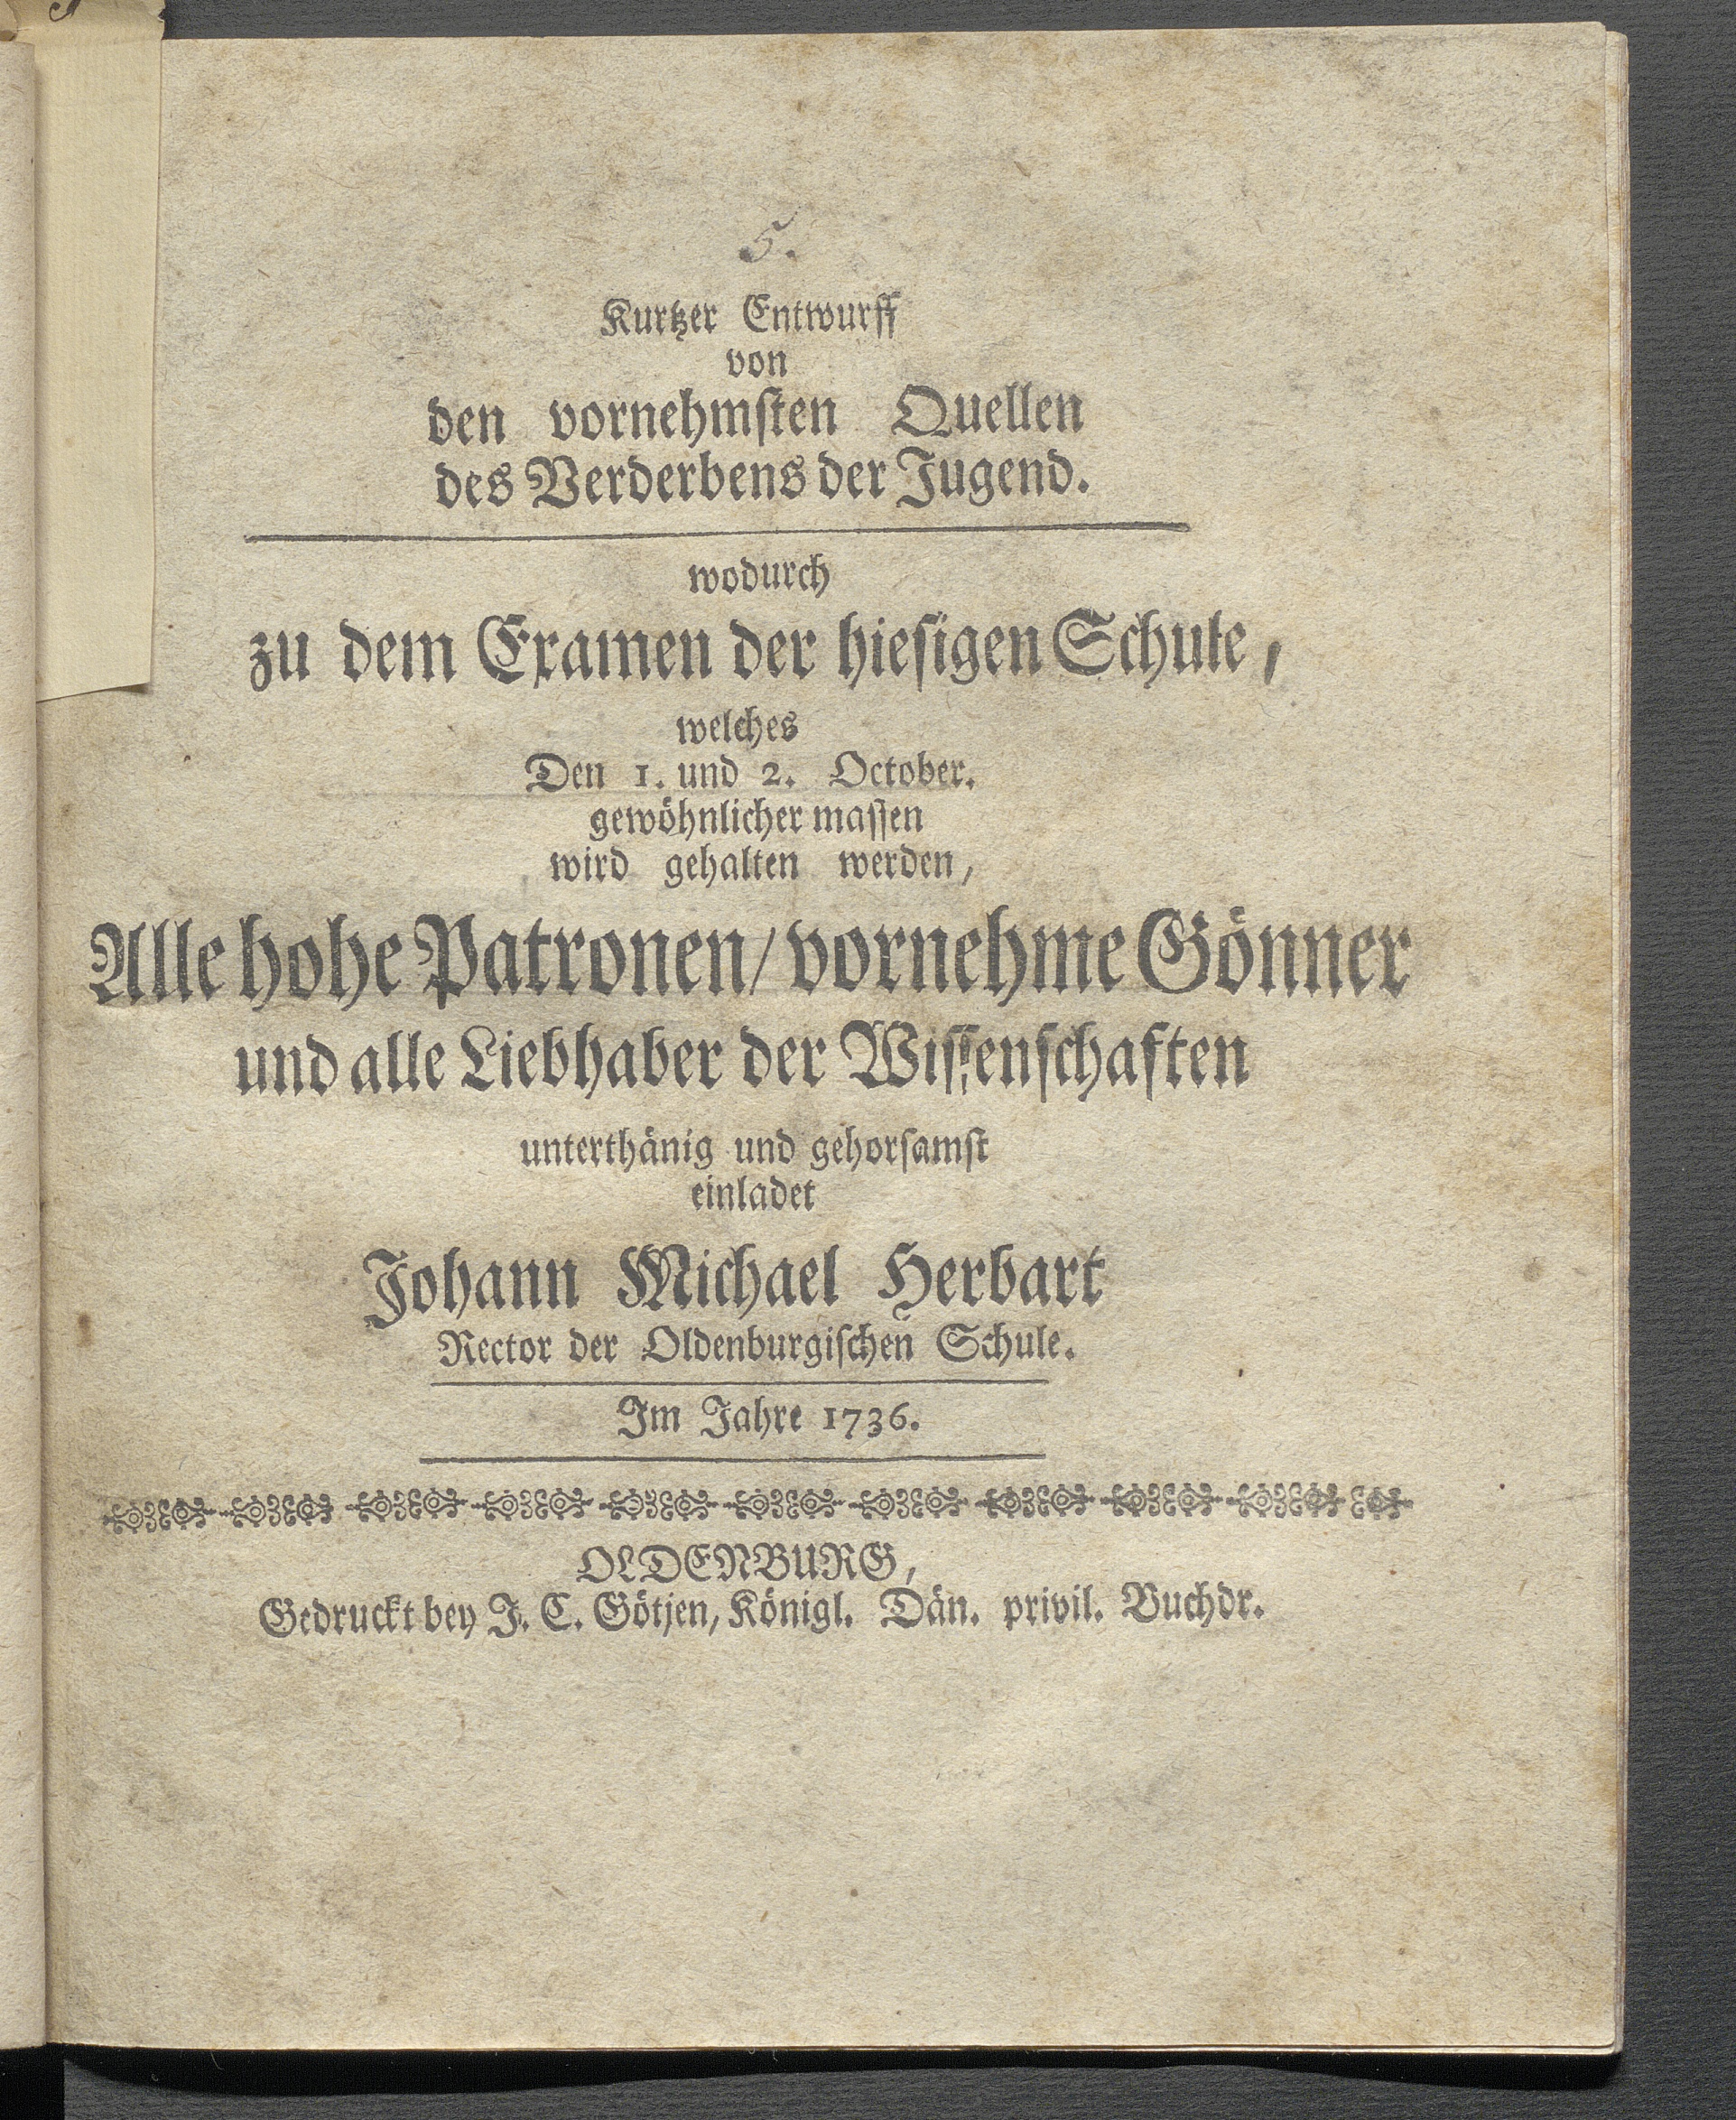 5.
Kurtzer Entwurff
von
den vornehmſten Quellen
des Verderbens der Jugend.
wodurch
zu dem Examen der hieſigen Schule,
welches
Den 1. und 2. October.
gewöhnlicher maſſen
wird gehalten werden,
Alle hohe Patronen/ vornehme Gönner
und alle Liebhaber der Wiſſenſchaften
unterthänig und gehorſamſt
einladet
Johann Michael Herbart
Rector der Oldenburgiſchen Schule.
Im Jahre 1736.
OLDENBURG,
Gedruckt bey J. C. Götjen, Königl. Dän. privil. Buchdr.